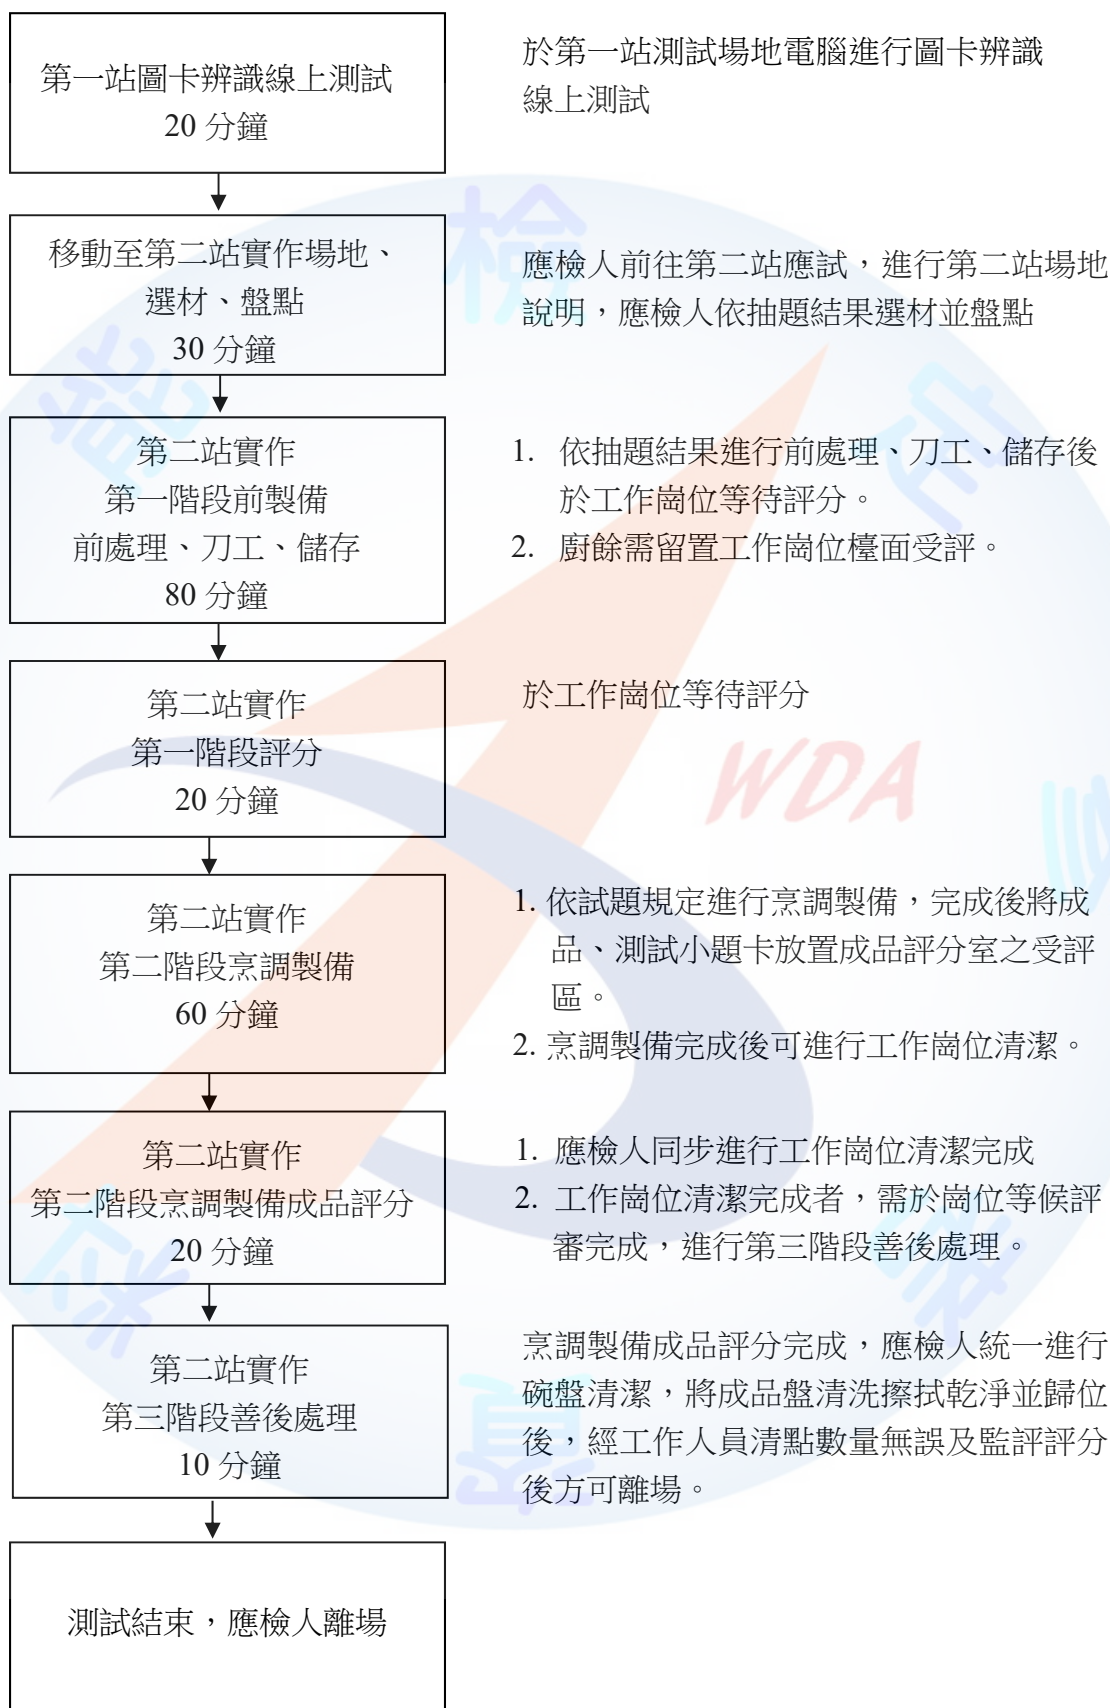 第一站圖卡辨識線上測試
20 分鐘
於第一站測試場地電腦進行圖卡辨識
線上測試
移動至第二站實作場地、
選材、盤點
30 分鐘
應檢人前往第二站應試，進行第二站場地
說明，應檢人依抽題結果選材並盤點
第二站實作
第一階段前製備
前處理、刀工、儲存
80 分鐘
1. 依抽題結果進行前處理、刀工、儲存後
於工作崗位等待評分。
2. 廚餘需留置工作崗位檯面受評。
第二站實作
第一階段評分
20 分鐘
於工作崗位等待評分
第二站實作
第二階段烹調製備
60 分鐘
1. 依試題規定進行烹調製備，完成後將成
品、測試小題卡放置成品評分室之受評
區。
2. 烹調製備完成後可進行工作崗位清潔。
第二站實作
第二階段烹調製備成品評分
20 分鐘
1. 應檢人同步進行工作崗位清潔完成
2. 工作崗位清潔完成者，需於崗位等候評
審完成，進行第三階段善後處理。
第二站實作
第三階段善後處理
10 分鐘
烹調製備成品評分完成，應檢人統一進行
碗盤清潔，將成品盤清洗擦拭乾淨並歸位
後，經工作人員清點數量無誤及監評評分
後方可離場。
測試結束，應檢人離場
WDA
能
檢
定